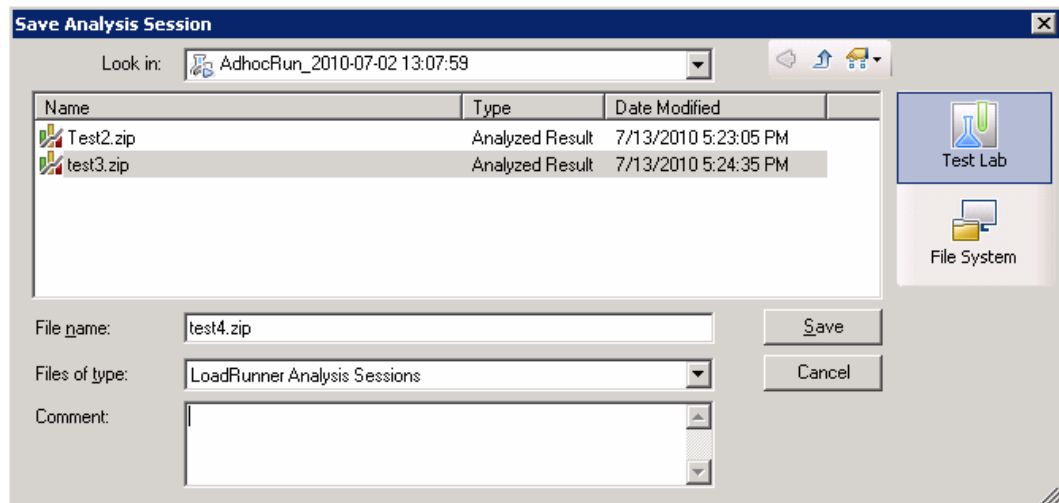 Save Analysis Session
Look in: AdhocRun_2010-07-02 13:07:59
Name Type Date Modified
Test2.zip Analyzed Result 7/13/2010 5:23:05 PM
test3.zip Analyzed Result 7/13/2010 5:24:35 PM
Test Lab
File System
File name: test4.zip Save
Files of type: LoadRunner Analysis Sessions Cancel
Comment: